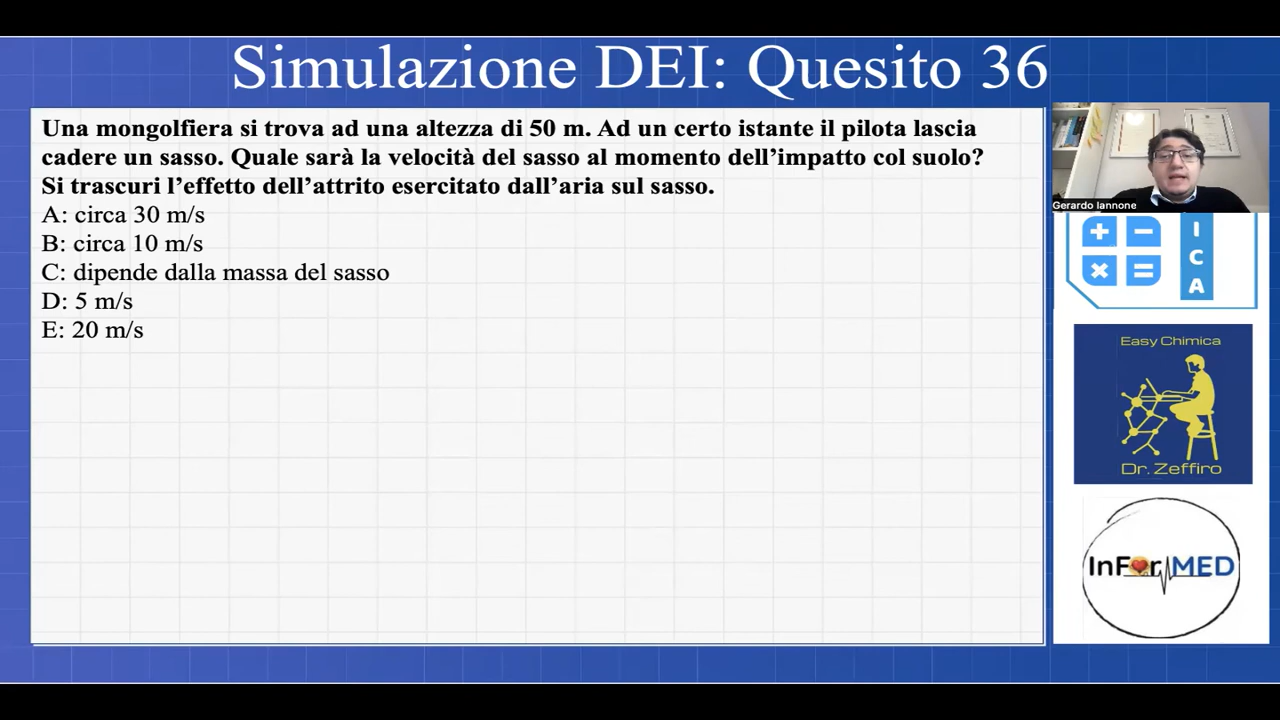 Simulazione DEI: Quesito 36
Una mongolfiera si trova ad una altezza di 50 m. Ad un certo istante il pilota lascia
cadere un sasso. Quale sarà la velocità del sasso al momento dell’impatto col suolo?
Si trascuri l’effetto dell’attrito esercitato dall’aria sul sasso.
A: circa 30 m/s
B: circa 10 m/s
C: dipende dalla massa del sasso
D: 5 m/s
E: 20 m/s
Gerardo Iannone
+ − I
C
× = A
Easy Chimica
Dr. Zeffiro
InForMED